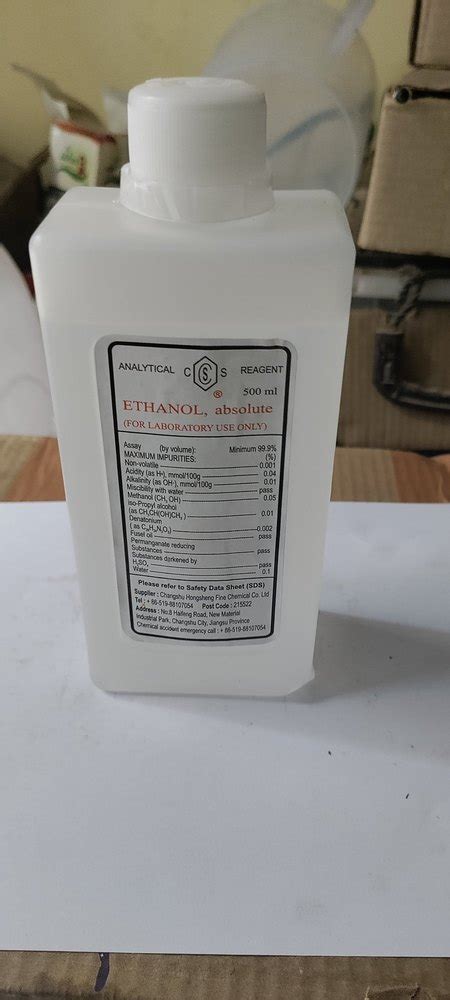 ANALYTICAL C S S REAGENT
®
500 ml
ETHANOL, absolute
(FOR LABORATORY USE ONLY)
Assay (by volume): Minimum 99.9%
MAXIMUM IMPURITIES: (%)
Non-volatile 0.001
Acidity (as H+), mmol/100g 0.04
Alkalinity (as OH-), mmol/100g 0.01
Miscibility with water pass
Methanol (CH3OH) 0.05
iso-Propyl alcohol
(as CH3CH(OH)CH3) 0.01
Denatonium
(as C28H34N2O3) 0.002
Fusel oil pass
Permanganate reducing
Substances pass
Substances darkened by
H2SO4 pass
Water 0.1
Please refer to Safety Data Sheet (SDS)
Supplier : Changshu Hongsheng Fine Chemical Co. Ltd
Tel : + 86-519-88107054 Post Code : 215522
Address : No.8 Haifeng Road, New Material
Industrial Park, Changshu City, Jiangsu Province
Chemical accident emergency call : + 86-519-88107054